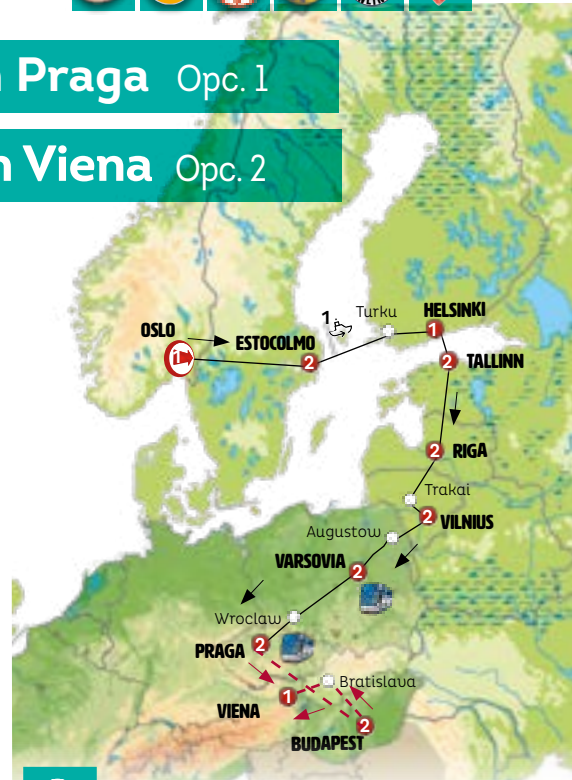 n Praga Opc. 1
n Viena Opc. 2
1 Turku HELSINKI
1
OSLO
1
ESTOCOLMO
2
2 TALLINN
2 RIGA
Trakai
2 VILNIUS
Augustow
VARSOVIA 2
Wroclaw
PRAGA 2
Bratislava
VIENA 1
BUDAPEST 2